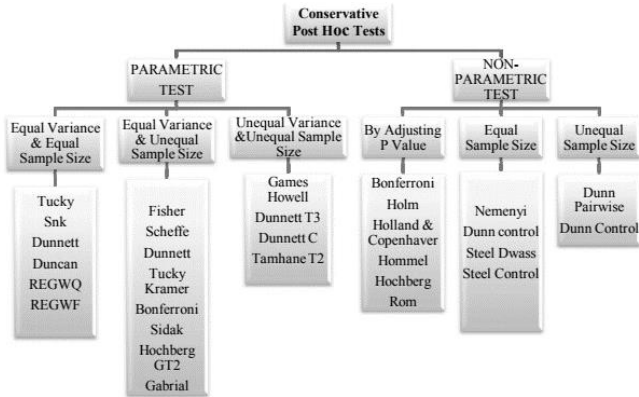 Conservative
Post Hoc Tests
PARAMETRIC
TEST
NON-
PARAMETRIC
TEST
Equal Variance
& Equal
Sample Size
Equal Variance
& Unequal
Sample Size
Unequal Variance
&Unequal Sample
Size
By Adjusting
P Value
Equal
Sample Size
Unequal
Sample Size
Tucky
Snk
Dunnett
Duncan
REGWQ
REGWF
Fisher
Scheffe
Dunnett
Tucky
Kramer
Bonferroni
Sidak
Hochberg
GT2
Gabrial
Games
Howell
Dunnett T3
Dunnett C
Tamhane T2
Bonferroni
Holm
Holland &
Copenhaver
Hommel
Hochberg
Rom
Nemenyi
Dunn control
Steel Dwass
Steel Control
Dunn
Pairwise
Dunn Control